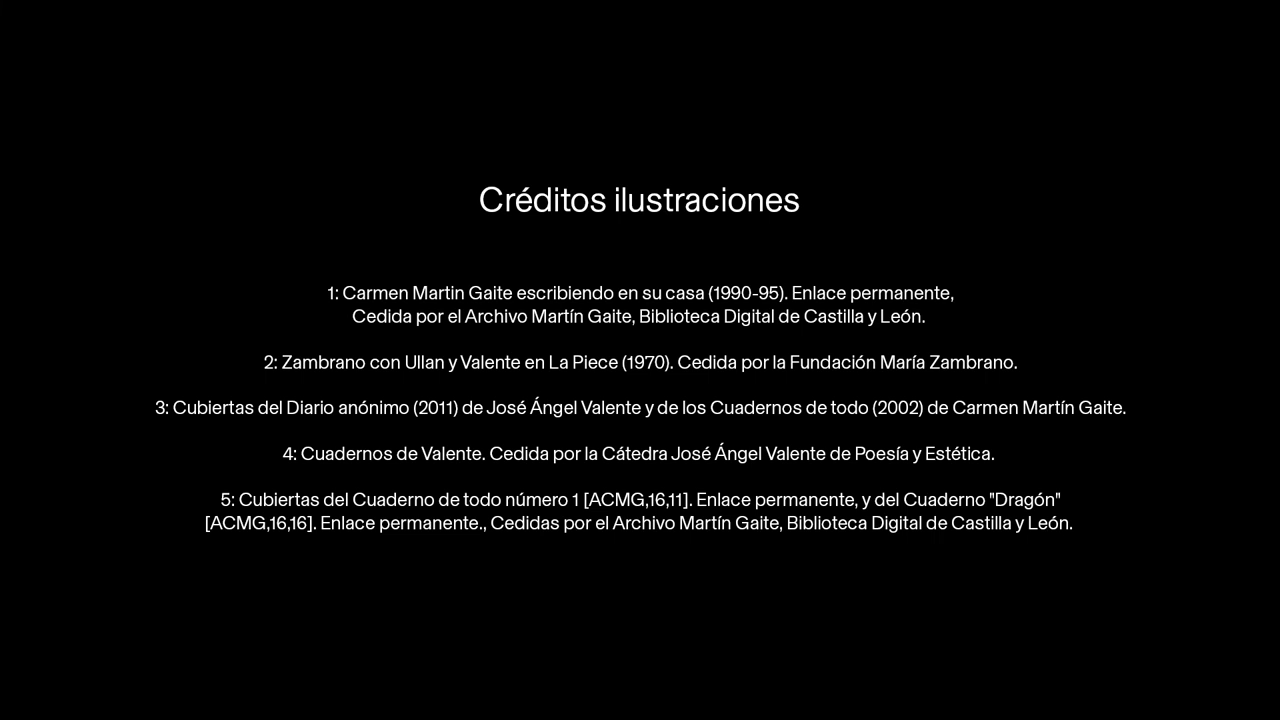 Créditos ilustraciones
1: Carmen Martin Gaite escribiendo en su casa (1990-95). Enlace permanente,
Cedida por el Archivo Martín Gaite, Biblioteca Digital de Castilla y León.
2: Zambrano con Ullan y Valente en La Piece (1970). Cedida por la Fundación María Zambrano.
3: Cubiertas del Diario anónimo (2011) de José Ángel Valente y de los Cuadernos de todo (2002) de Carmen Martín Gaite.
4: Cuadernos de Valente. Cedida por la Cátedra José Ángel Valente de Poesía y Estética.
5: Cubiertas del Cuaderno de todo número 1 [ACMG,16,11]. Enlace permanente, y del Cuaderno "Dragón"
[ACMG,16,16]. Enlace permanente., Cedidas por el Archivo Martín Gaite, Biblioteca Digital de Castilla y León.